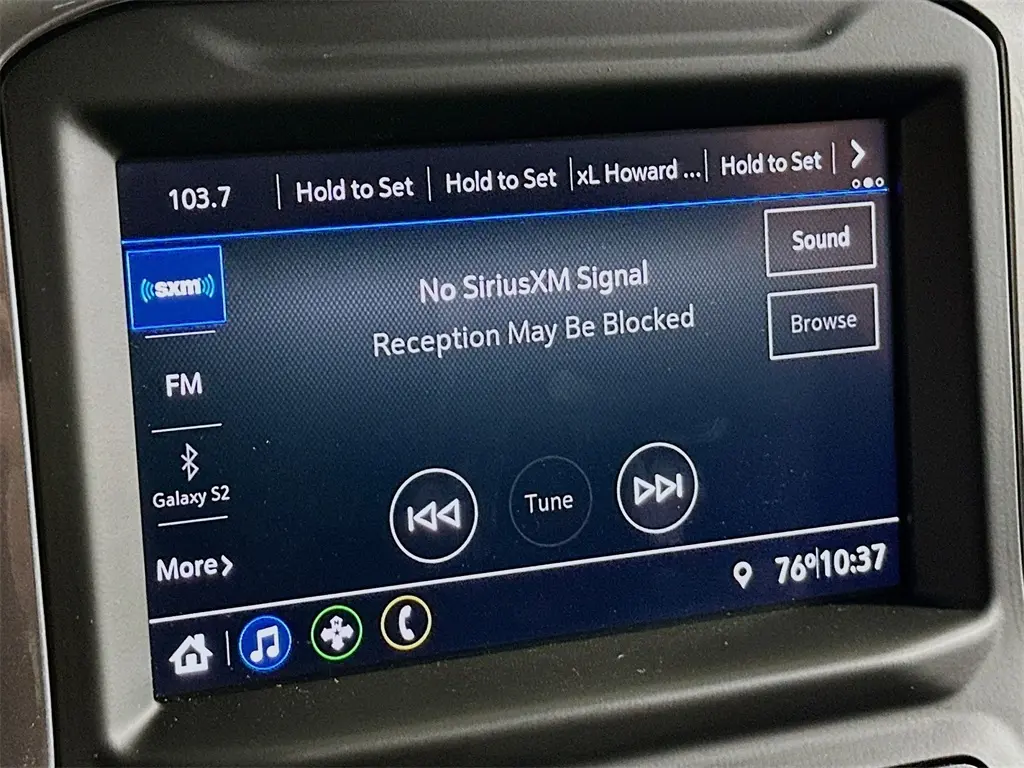 103.7 | Hold to Set | Hold to Set | xL Howard ... | Hold to Set | >
Sound
((sxm))
No SiriusXM Signal
Reception May Be Blocked
Browse
FM
Galaxy S2
Tune
More >
76°|10:37
N